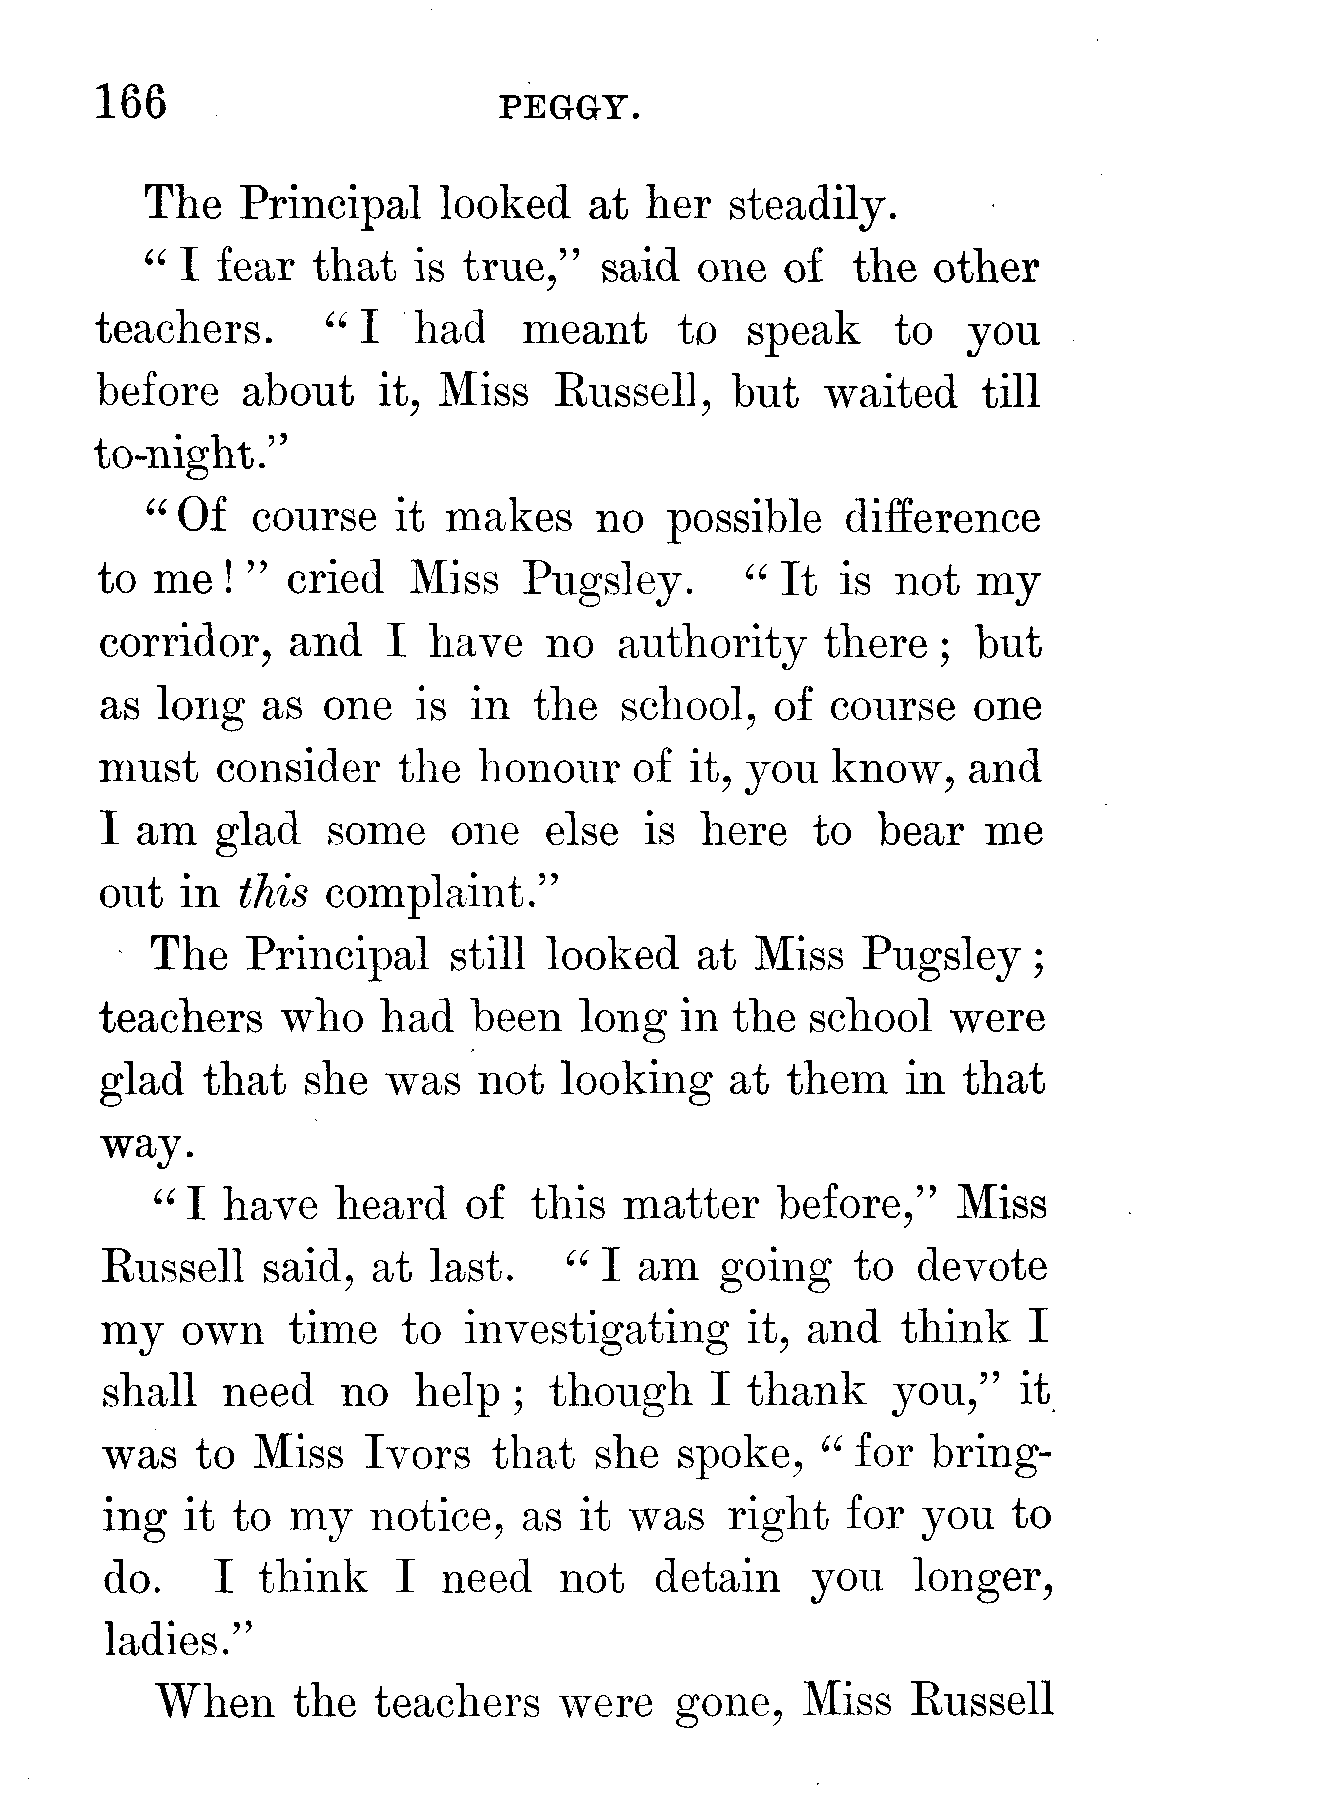 166 PEGGY.
The Principal looked at her steadily.
“ I fear that is true,” said one of the other
teachers. “ I had meant to speak to you
before about it, Miss Russell, but waited till
to-night.”
“ Of course it makes no possible difference
to me ! ” cried Miss Pugsley. “ It is not my
corridor, and I have no authority there ; but
as long as one is in the school, of course one
must consider the honour of it, you know, and
I am glad some one else is here to bear me
out in this complaint.”
The Principal still looked at Miss Pugsley ;
teachers who had been long in the school were
glad that she was not looking at them in that
way.
“ I have heard of this matter before,” Miss
Russell said, at last. “ I am going to devote
my own time to investigating it, and think I
shall need no help ; though I thank you,” it
was to Miss Ivors that she spoke, “ for bring-
ing it to my notice, as it was right for you to
do. I think I need not detain you longer,
ladies.”
When the teachers were gone, Miss Russell